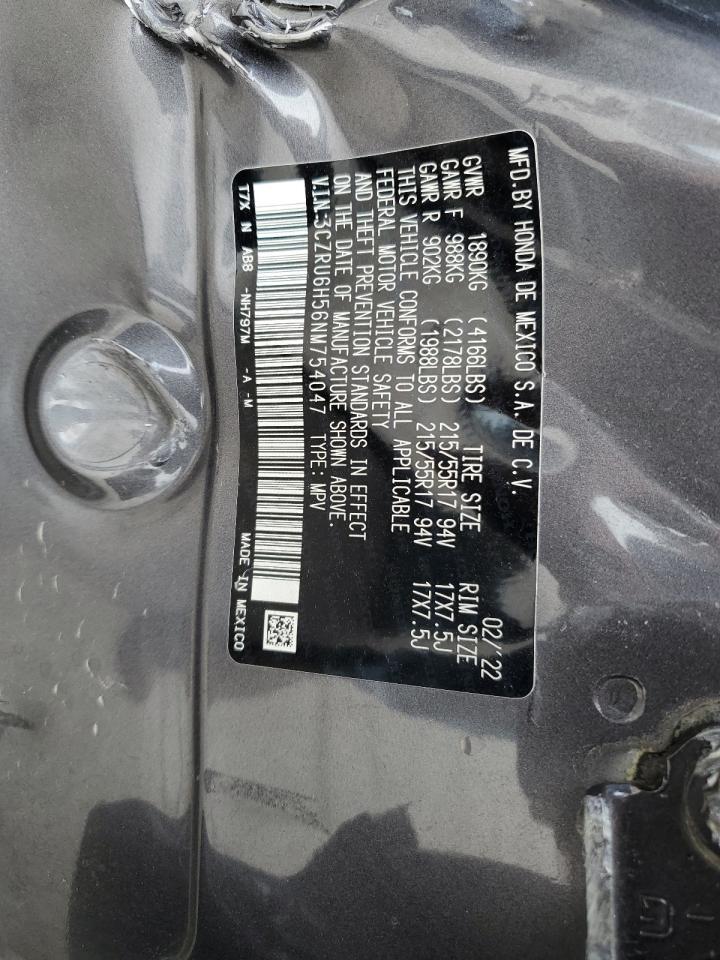 MFD.BY HONDA DE MEXICO S.A. DE C.V. 02/'22
GVWR 1890KG (4166LBS) TIRE SIZE RIM SIZE
GAWR F 988KG (2178LBS) 215/55R17 94V 17X7.5J
GAWR R 902KG (1988LBS) 215/55R17 94V 17X7.5J
THIS VEHICLE CONFORMS TO ALL APPLICABLE
FEDERAL MOTOR VEHICLE SAFETY
AND THEFT PREVENTION STANDARDS IN EFFECT
ON THE DATE OF MANUFACTURE SHOWN ABOVE.
V.I.N. 3CZRU6H56NM754047 TYPE: MPV
T7X N AB8 -NH797M -A -M MADE IN MEXICO